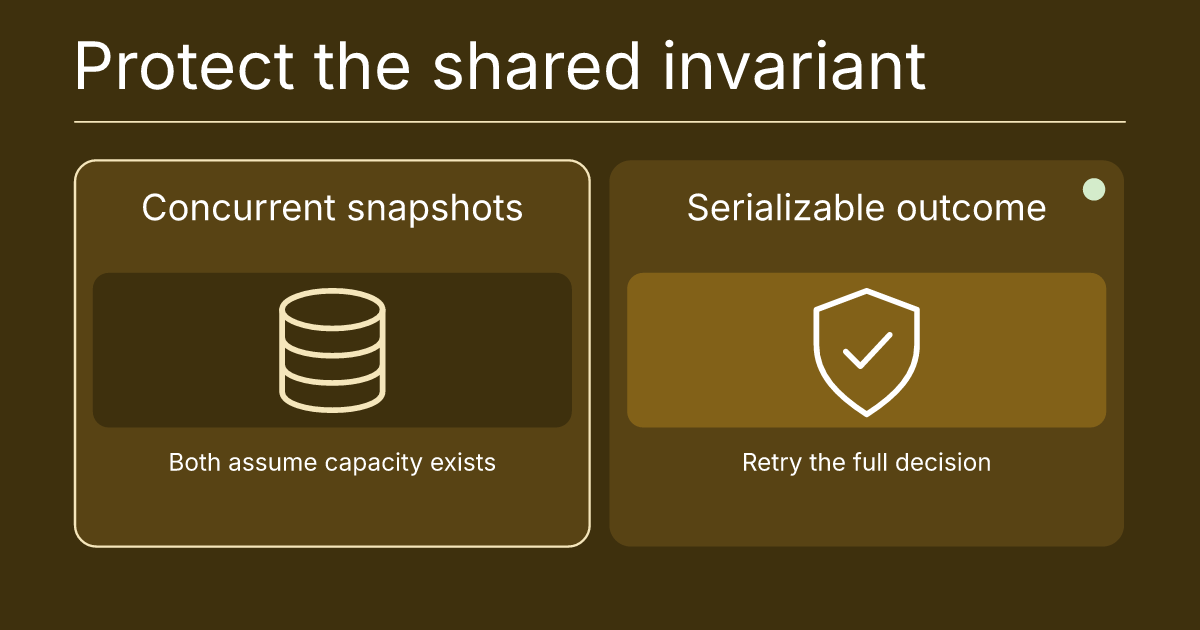 Protect the shared invariant
Concurrent snapshots
Both assume capacity exists
Serializable outcome
Retry the full decision